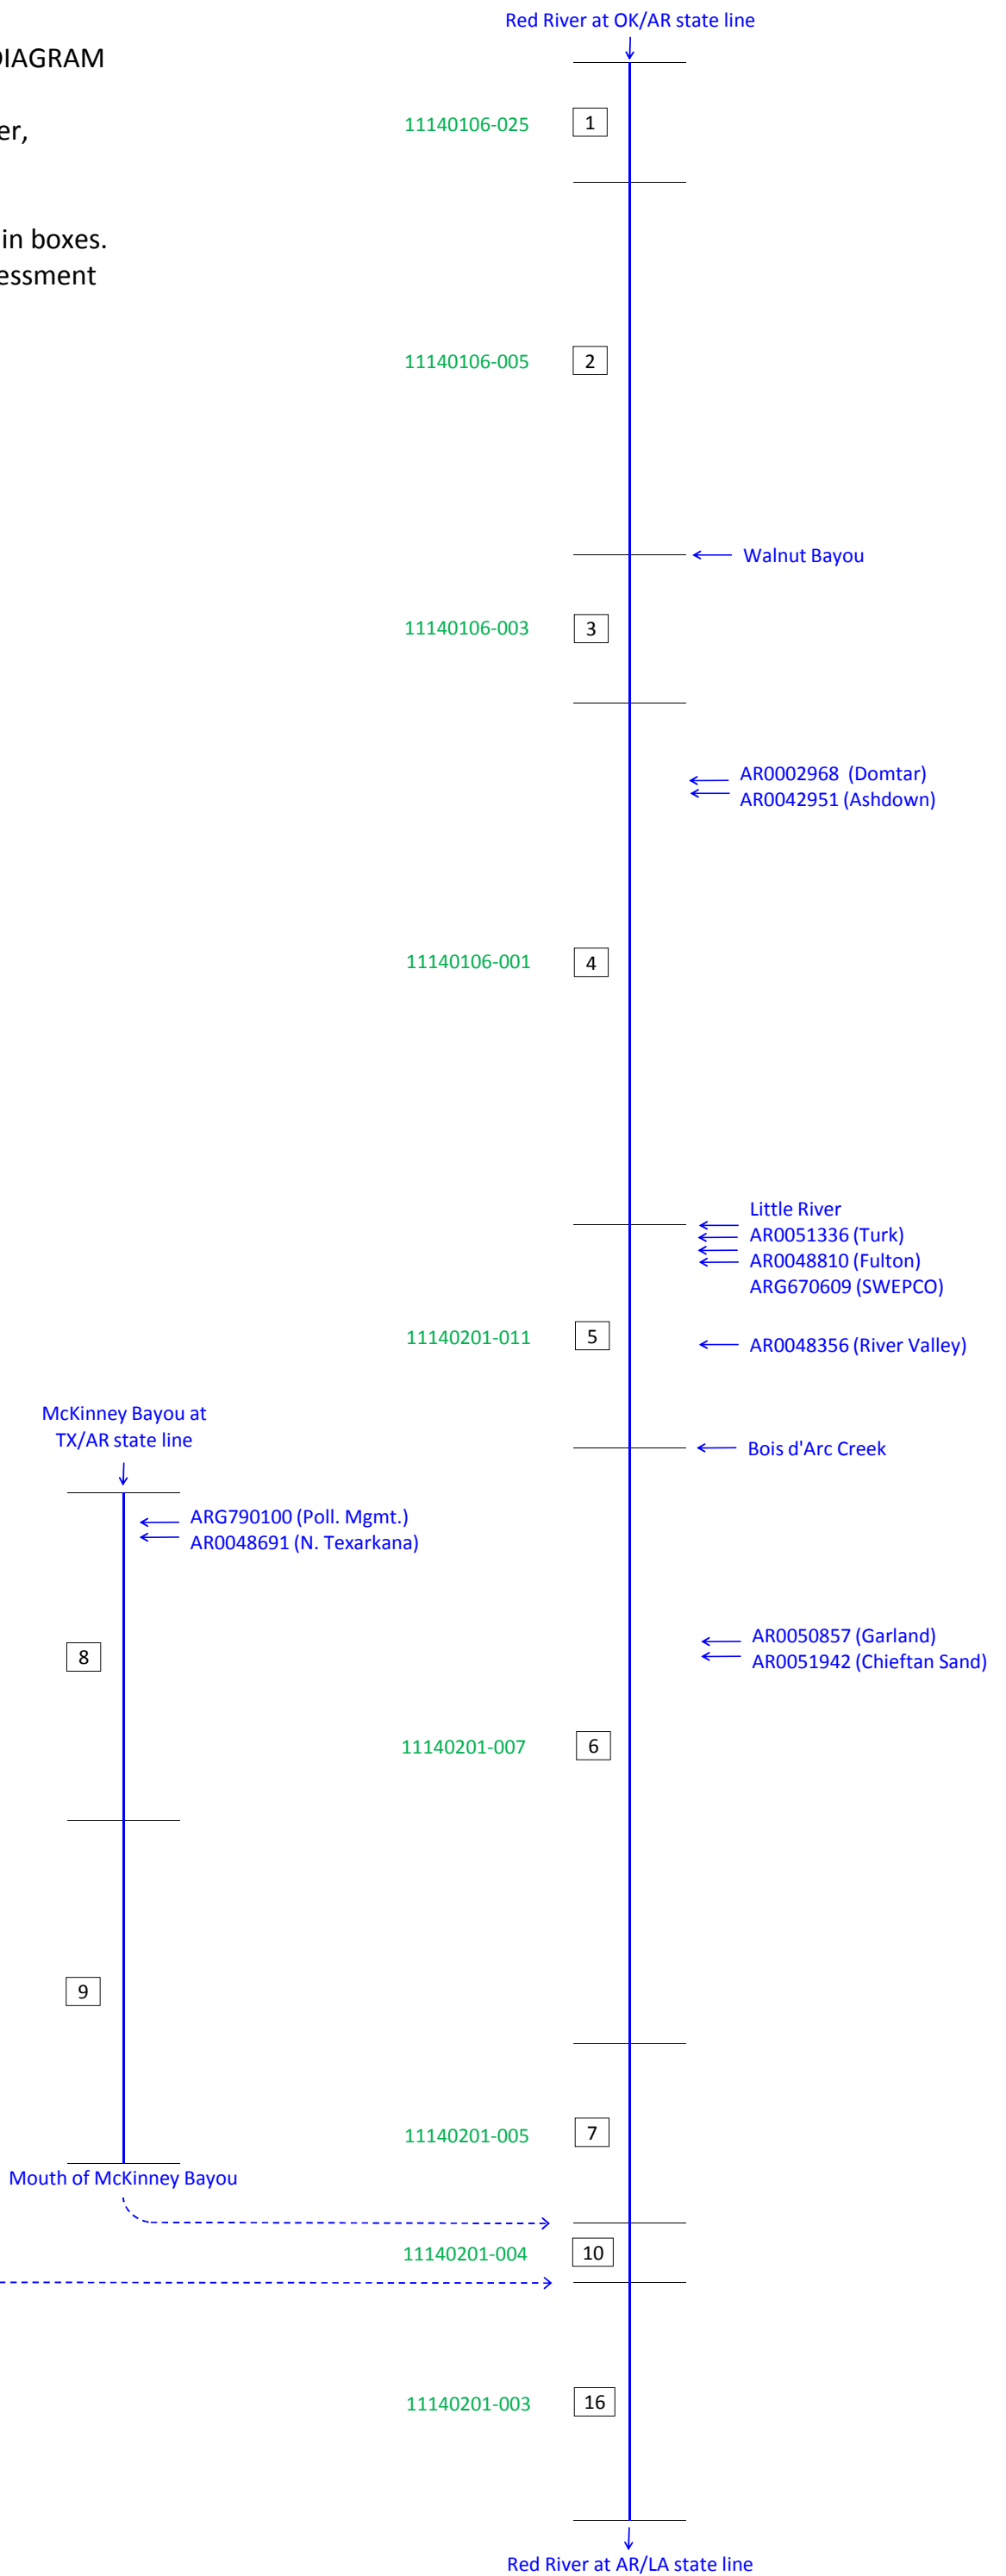 Red River at OK/AR state line
DIAGRAM
11140106-025
1
er,
in boxes.
essment
11140106-005
2
Walnut Bayou
11140106-003
3
AR0002968 (Domtar)
AR0042951 (Ashdown)
11140106-001
4
Little River
AR0051336 (Turk)
AR0048810 (Fulton)
ARG670609 (SWEPCO)
11140201-011
5
AR0048356 (River Valley)
McKinney Bayou at
TX/AR state line
Bois d'Arc Creek
ARG790100 (Poll. Mgmt.)
AR0048691 (N. Texarkana)
8
AR0050857 (Garland)
AR0051942 (Chieftan Sand)
11140201-007
6
9
11140201-005
7
Mouth of McKinney Bayou
11140201-004
10
11140201-003
16
Red River at AR/LA state line